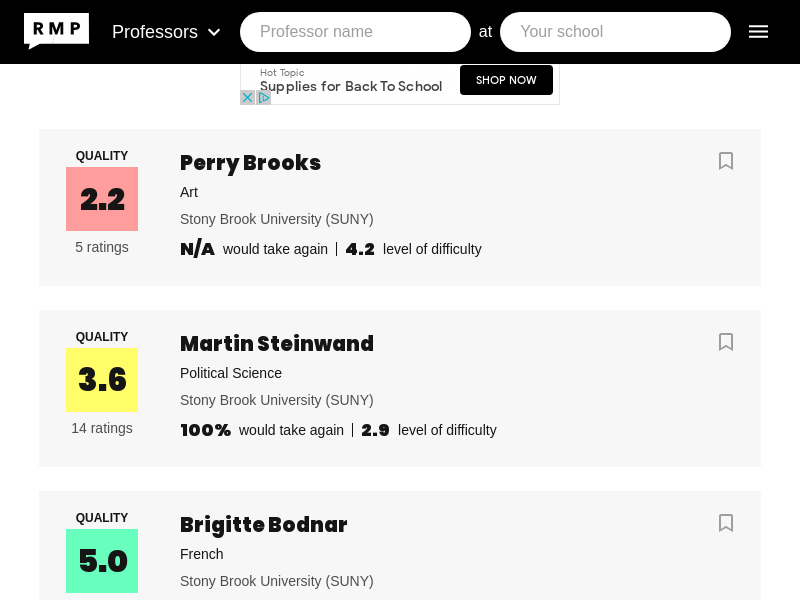 RMP
Professors
Professor name
at
Your school
Hot Topic
Supplies for Back To School
SHOP NOW
QUALITY
2.2
5 ratings
Perry Brooks
Art
Stony Brook University (SUNY)
N/A would take again | 4.2 level of difficulty
QUALITY
3.6
14 ratings
Martin Steinwand
Political Science
Stony Brook University (SUNY)
100% would take again | 2.9 level of difficulty
QUALITY
5.0
Brigitte Bodnar
French
Stony Brook University (SUNY)